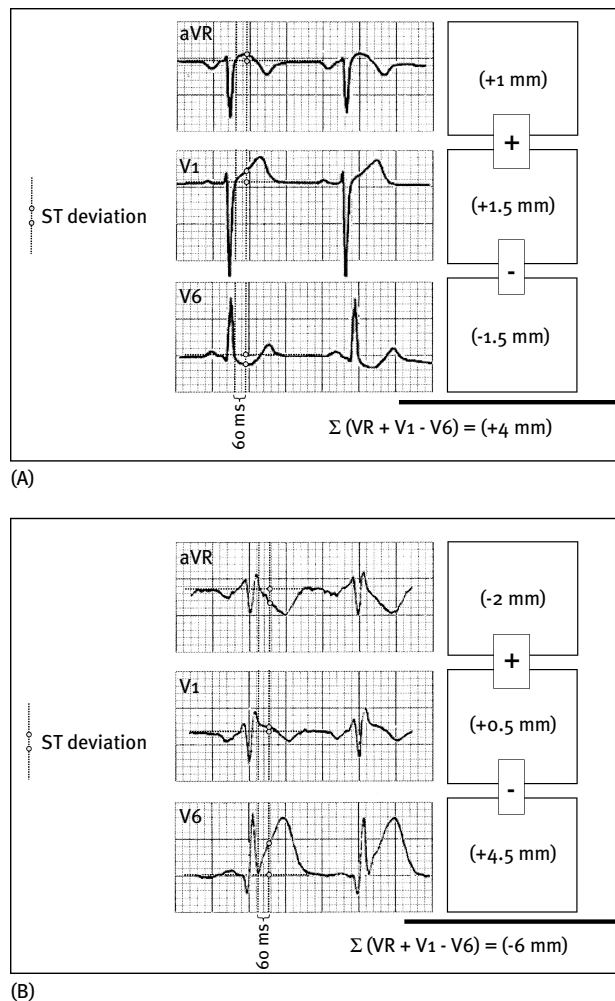 aVR
(+1 mm)
+
V1
ST deviation
(+1.5 mm)
-
V6
(-1.5 mm)
60 ms
Σ (VR + V1 - V6) = (+4 mm)
(A)
aVR
(-2 mm)
+
V1
ST deviation
(+0.5 mm)
-
V6
(+4.5 mm)
60 ms
Σ (VR + V1 - V6) = (-6 mm)
(B)